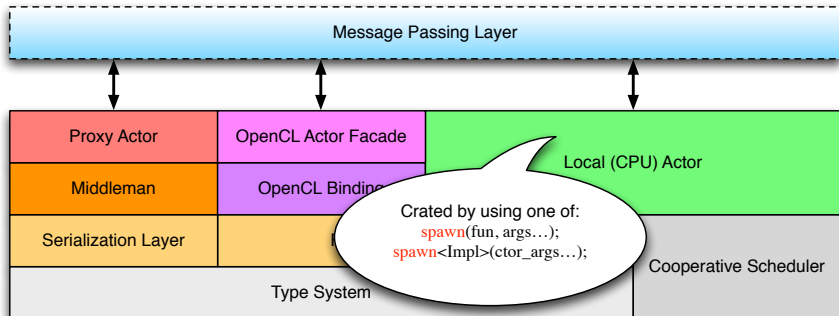 Message Passing Layer
Proxy Actor
OpenCL Actor Facade
Local (CPU) Actor
Middleman
OpenCL Binding
Crated by using one of:
spawn(fun, args…);
spawn<Impl>(ctor_args…);
Serialization Layer
Cooperative Scheduler
Type System